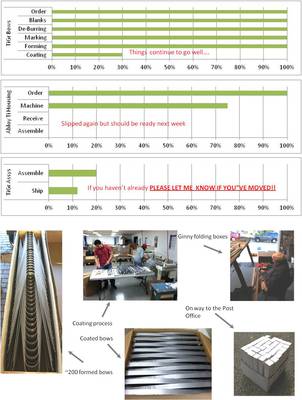 TiGr Bows
Order
Blanks
De-Burring
Marking
Forming
Coating
Things continue to go well....
0% 10% 20% 30% 40% 50% 60% 70% 80% 90% 100%
Abbey Ti Housing
Order
Machine
Receive
Assemble
Slipped again but should be ready next week
0% 10% 20% 30% 40% 50% 60% 70% 80% 90% 100%
TiGr Assys
Assemble
Ship
If you haven't already PLEASE LET ME KNOW IF YOU"VE MOVED!!
0% 10% 20% 30% 40% 50% 60% 70% 80% 90% 100%
Ginny folding boxes
On way to the Post
Office
Coating process
Coated bows
~200 formed bows